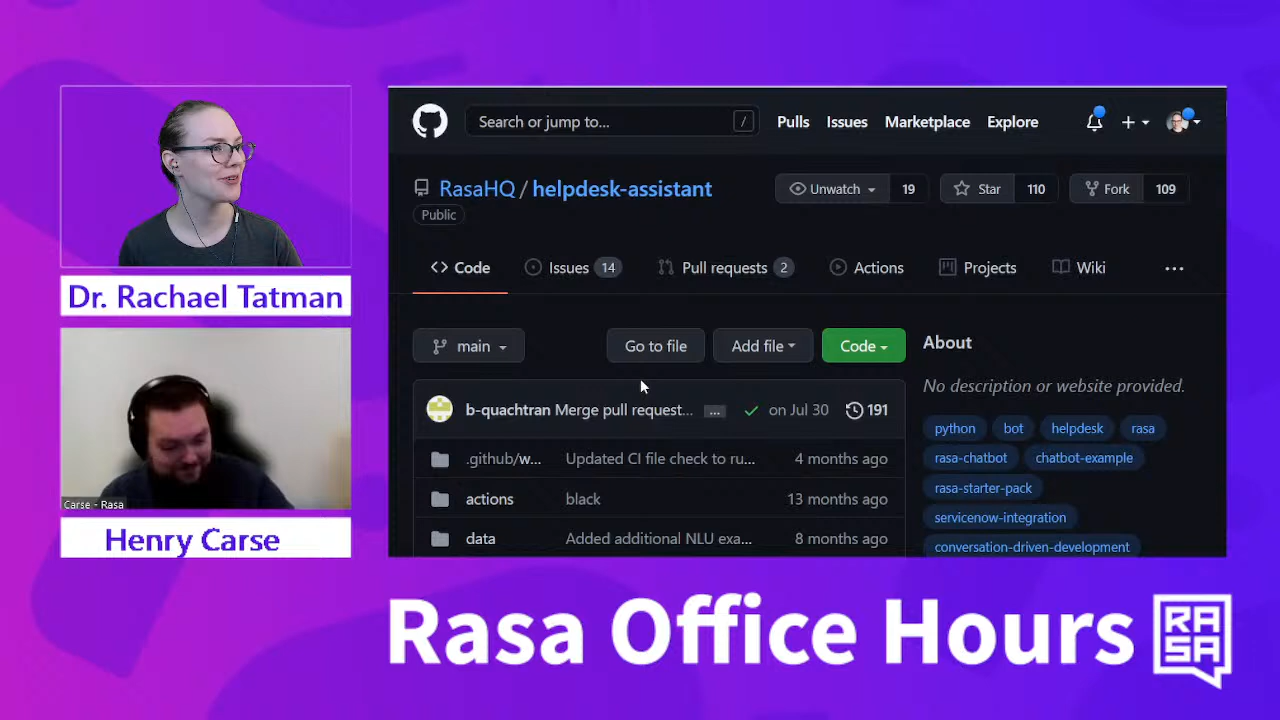 Dr. Rachael Tatman
Carse - Rasa
Henry Carse
Search or jump to... /
Pulls Issues Marketplace Explore
RasaHQ / helpdesk-assistant
Public
Unwatch 19 Star 110 Fork 109
<> Code Issues 14 Pull requests 2 Actions Projects Wiki ...
main Go to file Add file Code
b-quachtran Merge pull request... ... on Jul 30 191
.github/w... Updated CI file check to ru... 4 months ago
actions black 13 months ago
data Added additional NLU exa... 8 months ago
About
No description or website provided.
python bot helpdesk rasa
rasa-chatbot chatbot-example
rasa-starter-pack
servicenow-integration
conversation-driven-development
Rasa Office Hours
RASA